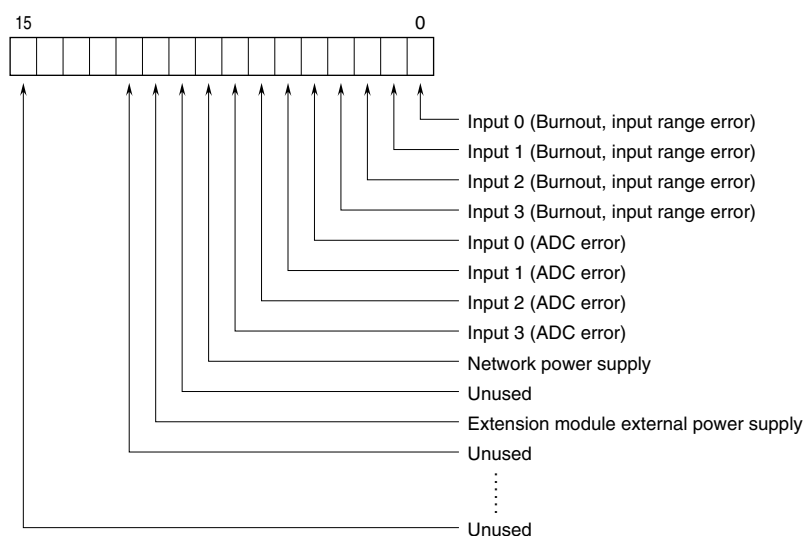 15 0
Input 0 (Burnout, input range error)
Input 1 (Burnout, input range error)
Input 2 (Burnout, input range error)
Input 3 (Burnout, input range error)
Input 0 (ADC error)
Input 1 (ADC error)
Input 2 (ADC error)
Input 3 (ADC error)
Network power supply
Unused
Extension module external power supply
Unused
Unused